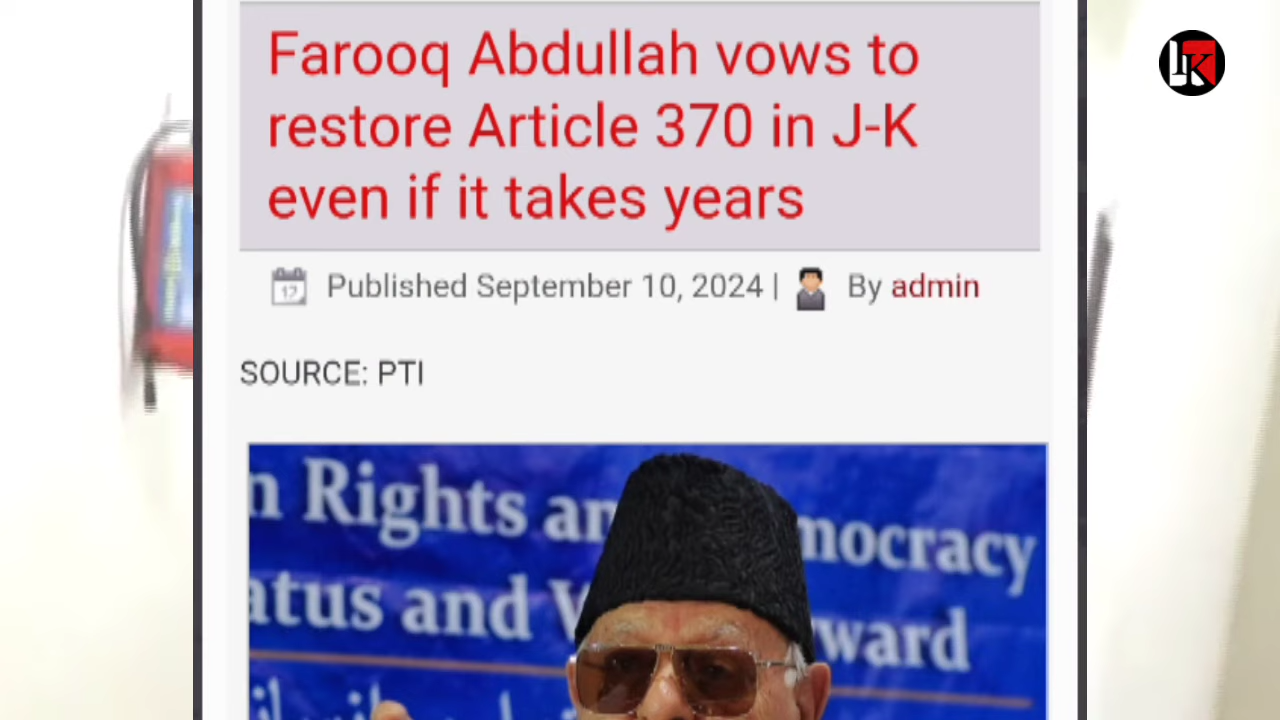 Farooq Abdullah vows to
restore Article 370 in J-K
even if it takes years
Published September 10, 2024 | By admin
SOURCE: PTI
Rights an mocracy
atus and ward
JK